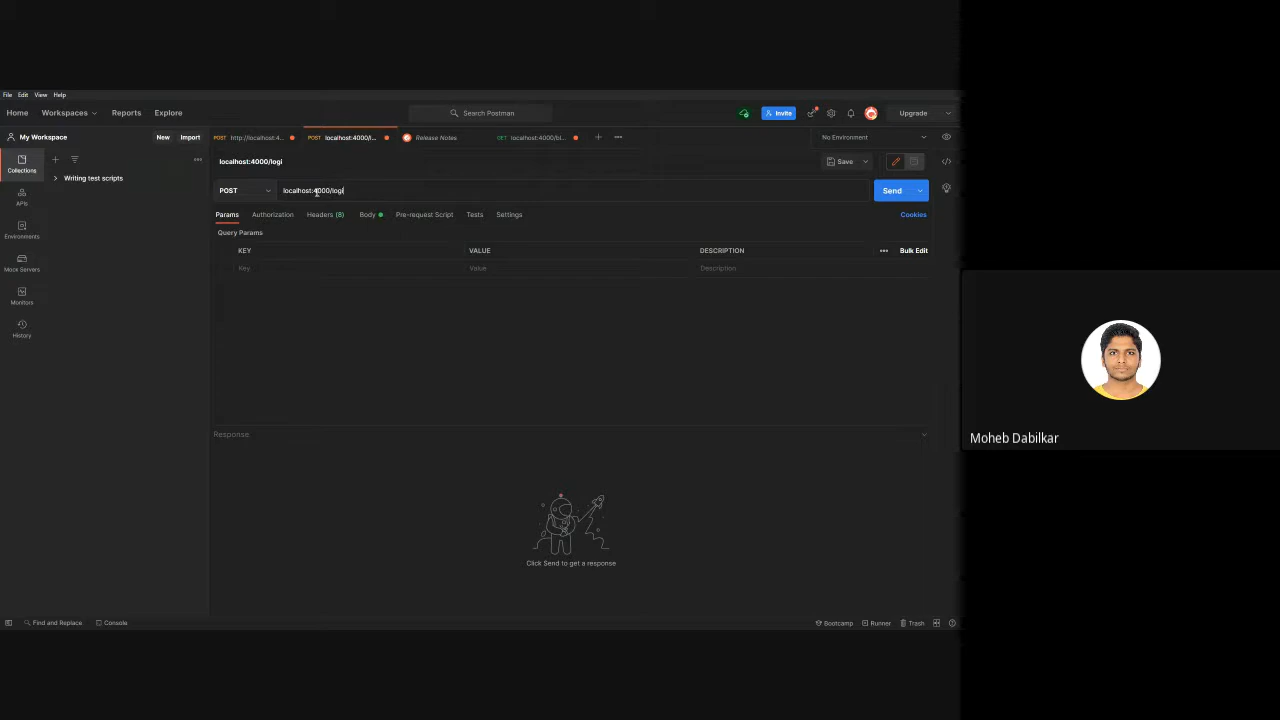 File Edit View Help
Home Workspaces Reports Explore Search Postman Invite Upgrade
My Workspace New Import POST http://localhost:4... POST localhost:4000/l... Release Notes GET localhost:4000/bl... No Environment
localhost:4000/logi Save
Collections
Writing test scripts
POST localhost:4000/logi Send
APIs
Params Authorization Headers (8) Body Pre-request Script Tests Settings Cookies
Environments
Query Params
KEY VALUE DESCRIPTION Bulk Edit
Key Value Description
Mock Servers
Monitors
History
Response
Click Send to get a response
Find and Replace Console Bootcamp Runner Trash
Moheb Dabilkar